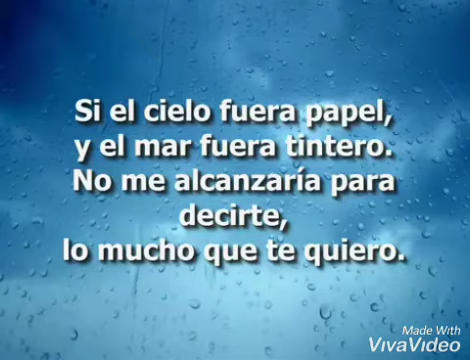 Si el cielo fuera papel,
y el mar fuera tintero.
No me alcanzaría para
decirte,
lo mucho que te quiero.
Made With
VivaVideo